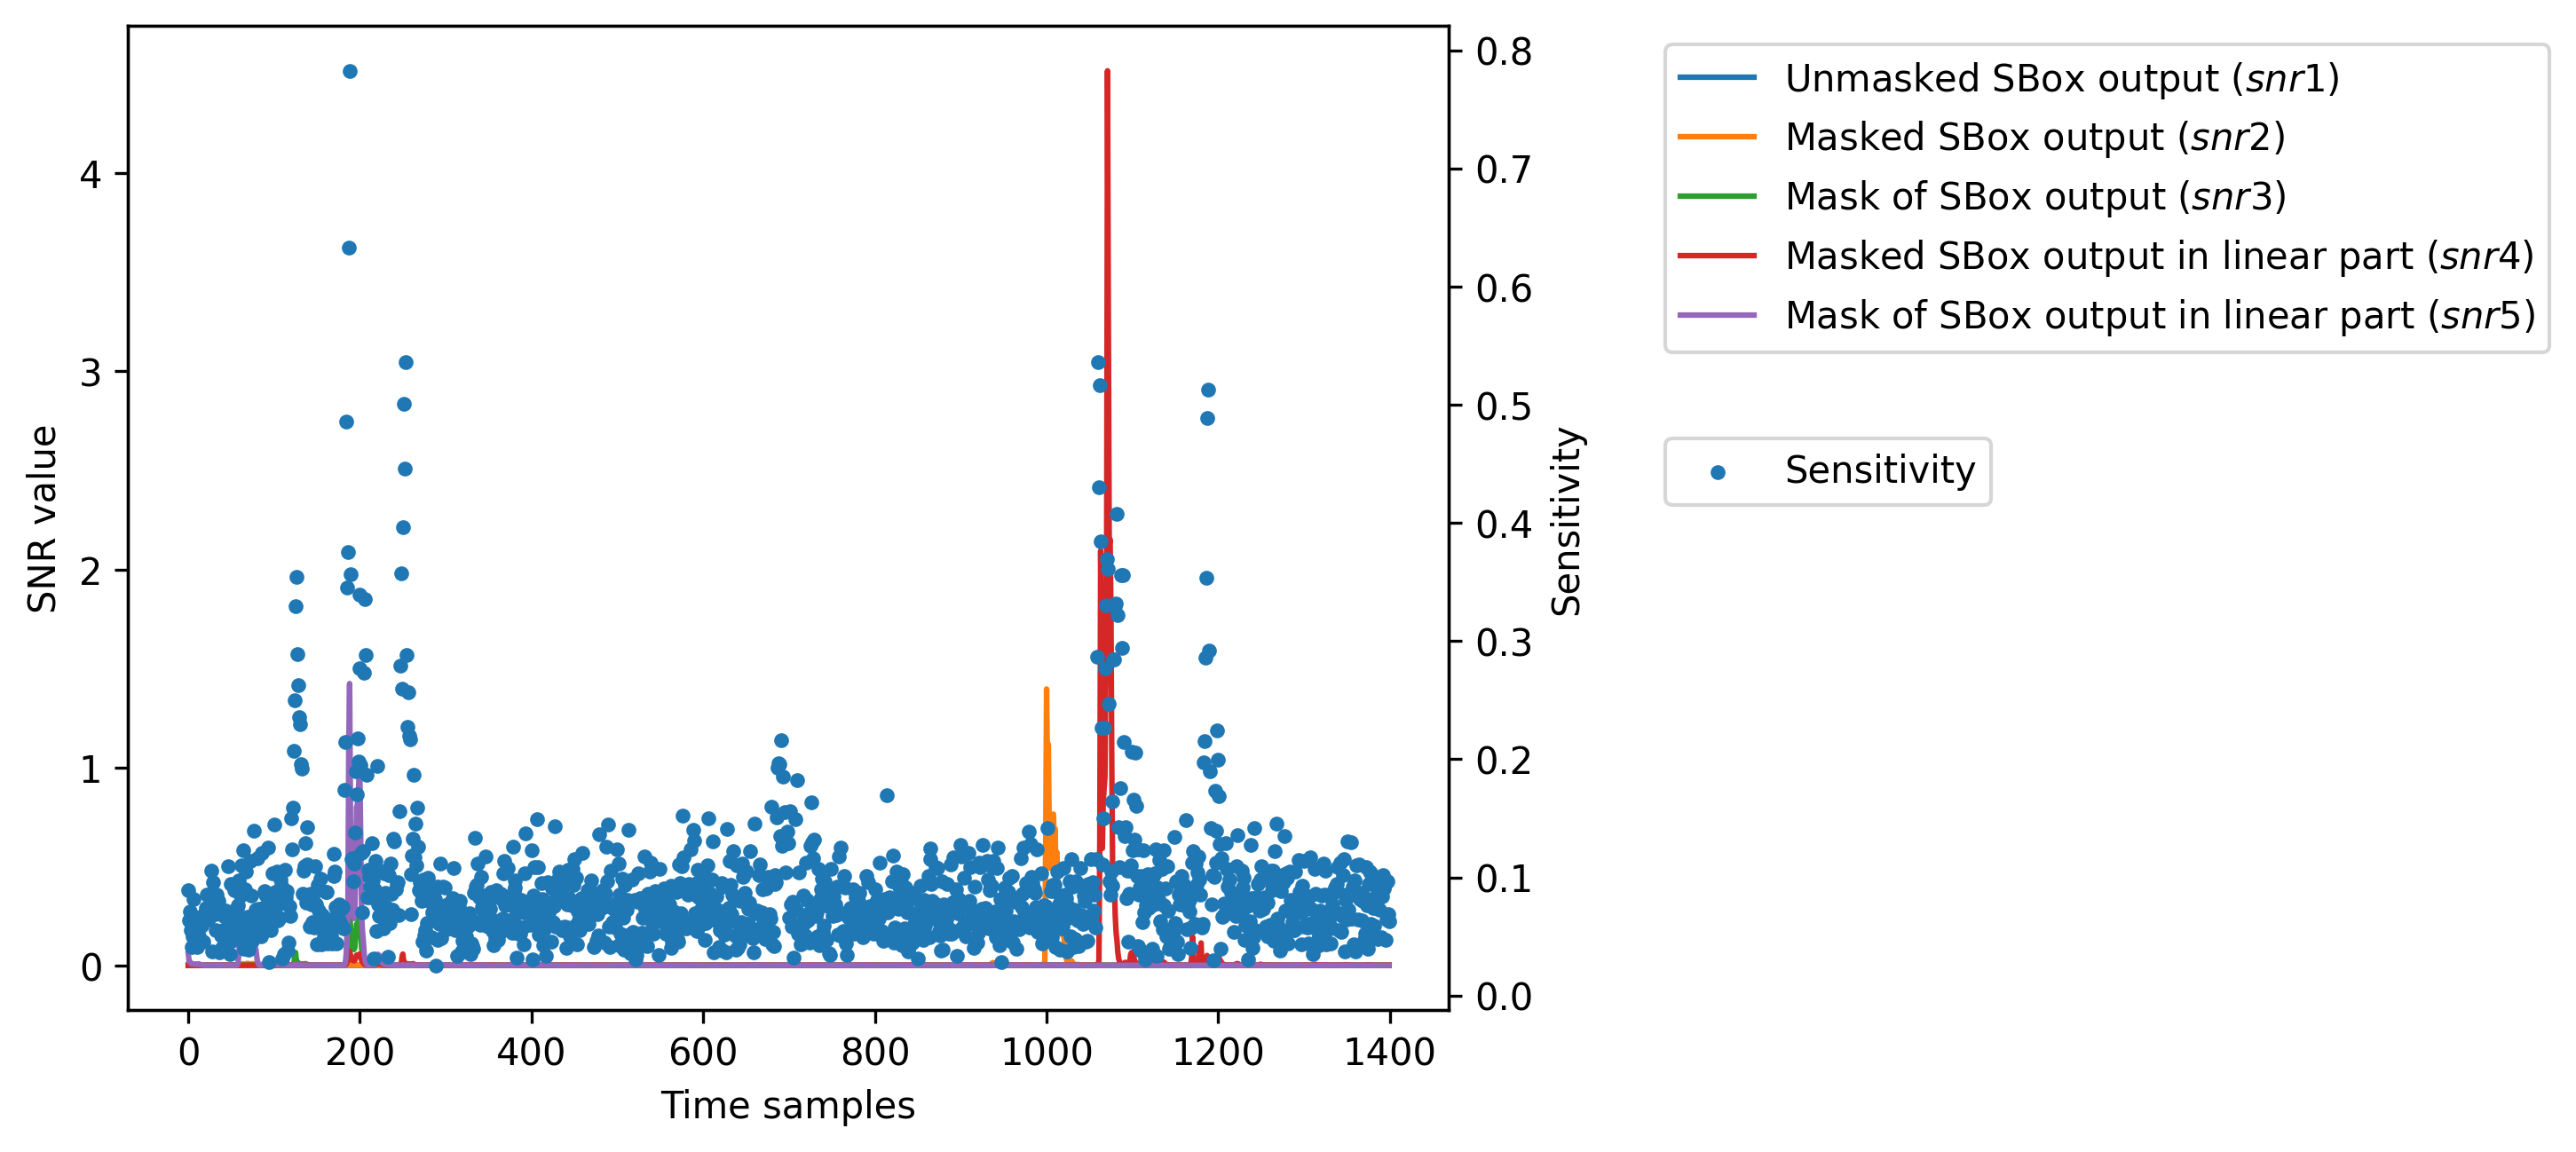 SNR value
4
3
2
1
0
0 200 400 600 800 1000 1200 1400
Time samples
0.8
0.7
0.6
0.5
0.4
0.3
0.2
0.1
0.0
Sensitivity
Unmasked SBox output (snr1)
Masked SBox output (snr2)
Mask of SBox output (snr3)
Masked SBox output in linear part (snr4)
Mask of SBox output in linear part (snr5)
Sensitivity